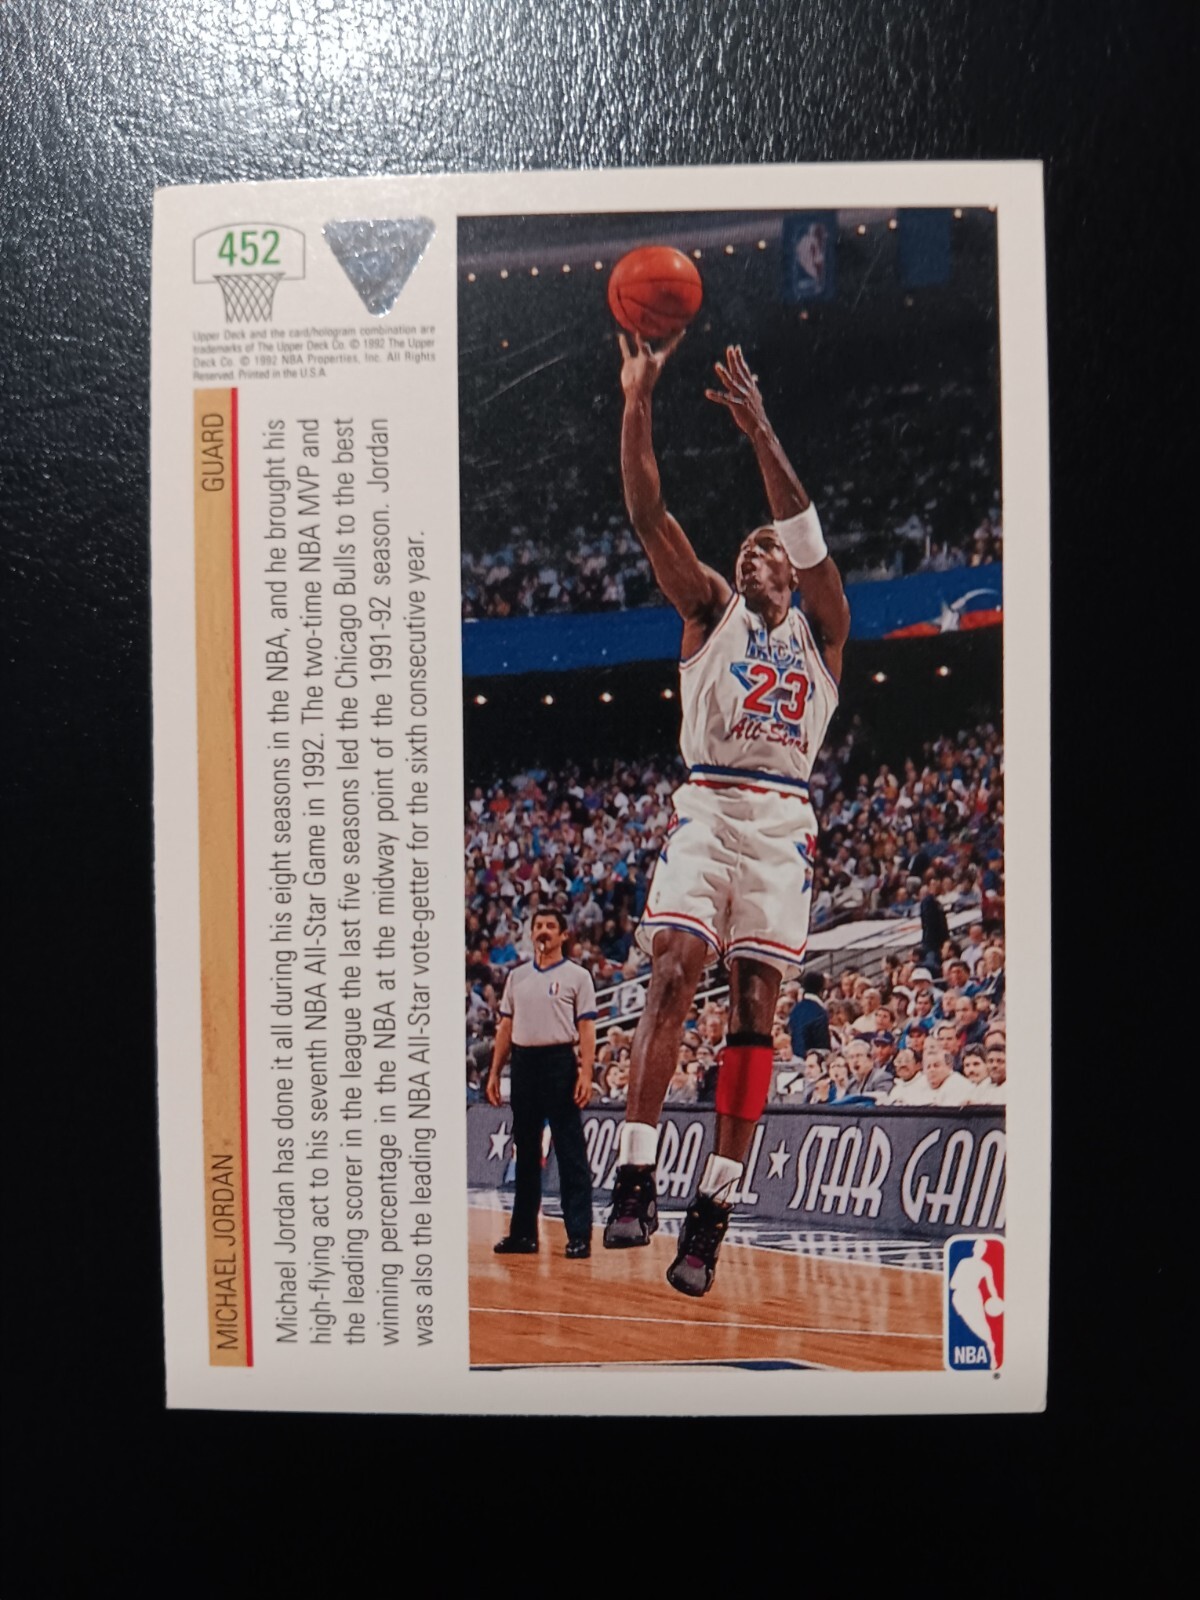 452
Upper Deck and the card/hologram combination are
trademarks of The Upper Deck Co. © 1992 The Upper
Deck Co. © 1992 NBA Properties, Inc. All Rights
Reserved. Printed in the U.S.A.
MICHAEL JORDAN
GUARD
Michael Jordan has done it all during his eight seasons in the NBA, and he brought his
high-flying act to his seventh NBA All-Star Game in 1992. The two-time NBA MVP and
the leading scorer in the league the last five seasons led the Chicago Bulls to the best
winning percentage in the NBA at the midway point of the 1991-92 season. Jordan
was also the leading NBA All-Star vote-getter for the sixth consecutive year.
23
All-Stars
STAR GAM
NBA